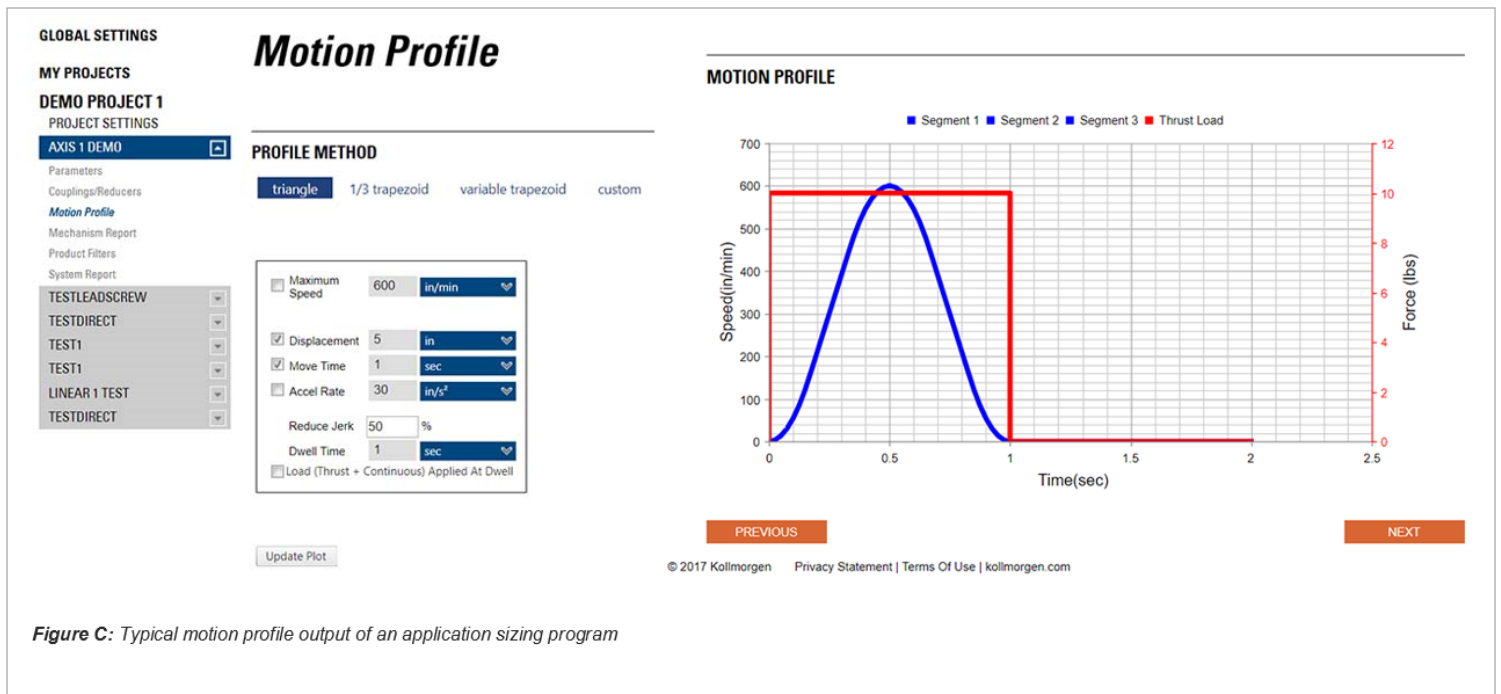 GLOBAL SETTINGS
MY PROJECTS
DEMO PROJECT 1
PROJECT SETTINGS
AXIS 1 DEMO
Parameters
Couplings/Reducers
Motion Profile
Mechanism Report
Product Filters
System Report
TESTLEADSCREW
TESTDIRECT
TEST1
TEST1
LINEAR 1 TEST
TESTDIRECT
Motion Profile
PROFILE METHOD
triangle 1/3 trapezoid variable trapezoid custom
Maximum
Speed 600 in/min
Displacement 5 in
Move Time 1 sec
Accel Rate 30 in/s²
Reduce Jerk 50 %
Dwell Time 1 sec
Load (Thrust + Continuous) Applied At Dwell
Update Plot
MOTION PROFILE
Segment 1 Segment 2 Segment 3 Thrust Load
Speed(in/min)
700
600
500
400
300
200
100
0
12
10
8
6
4
2
0
Force (lbs)
0 0.5 1 1.5 2 2.5
Time(sec)
PREVIOUS NEXT
© 2017 Kollmorgen Privacy Statement | Terms Of Use | kollmorgen.com
Figure C: Typical motion profile output of an application sizing program